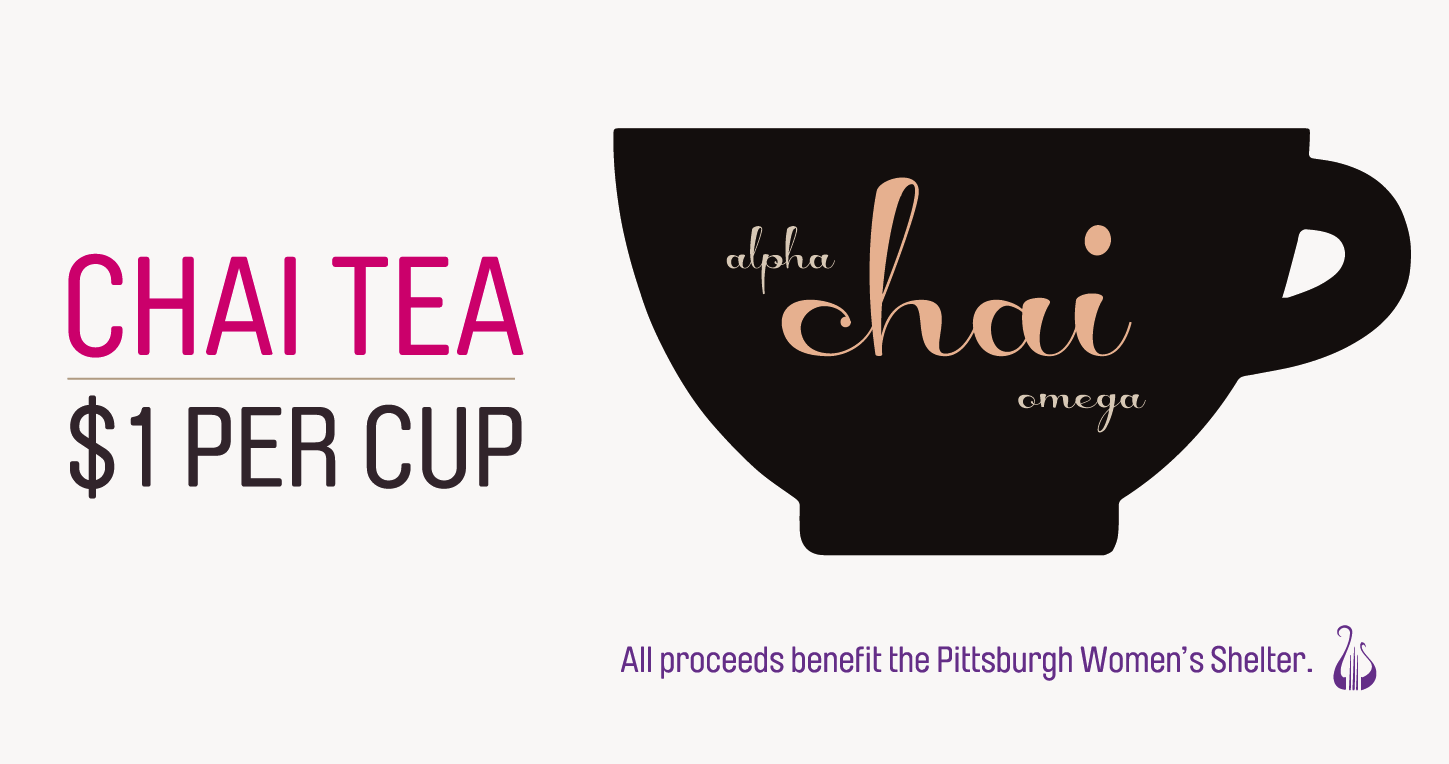 CHAI TEA
$1 PER CUP
alpha
chai
omega
All proceeds benefit the Pittsburgh Women's Shelter.